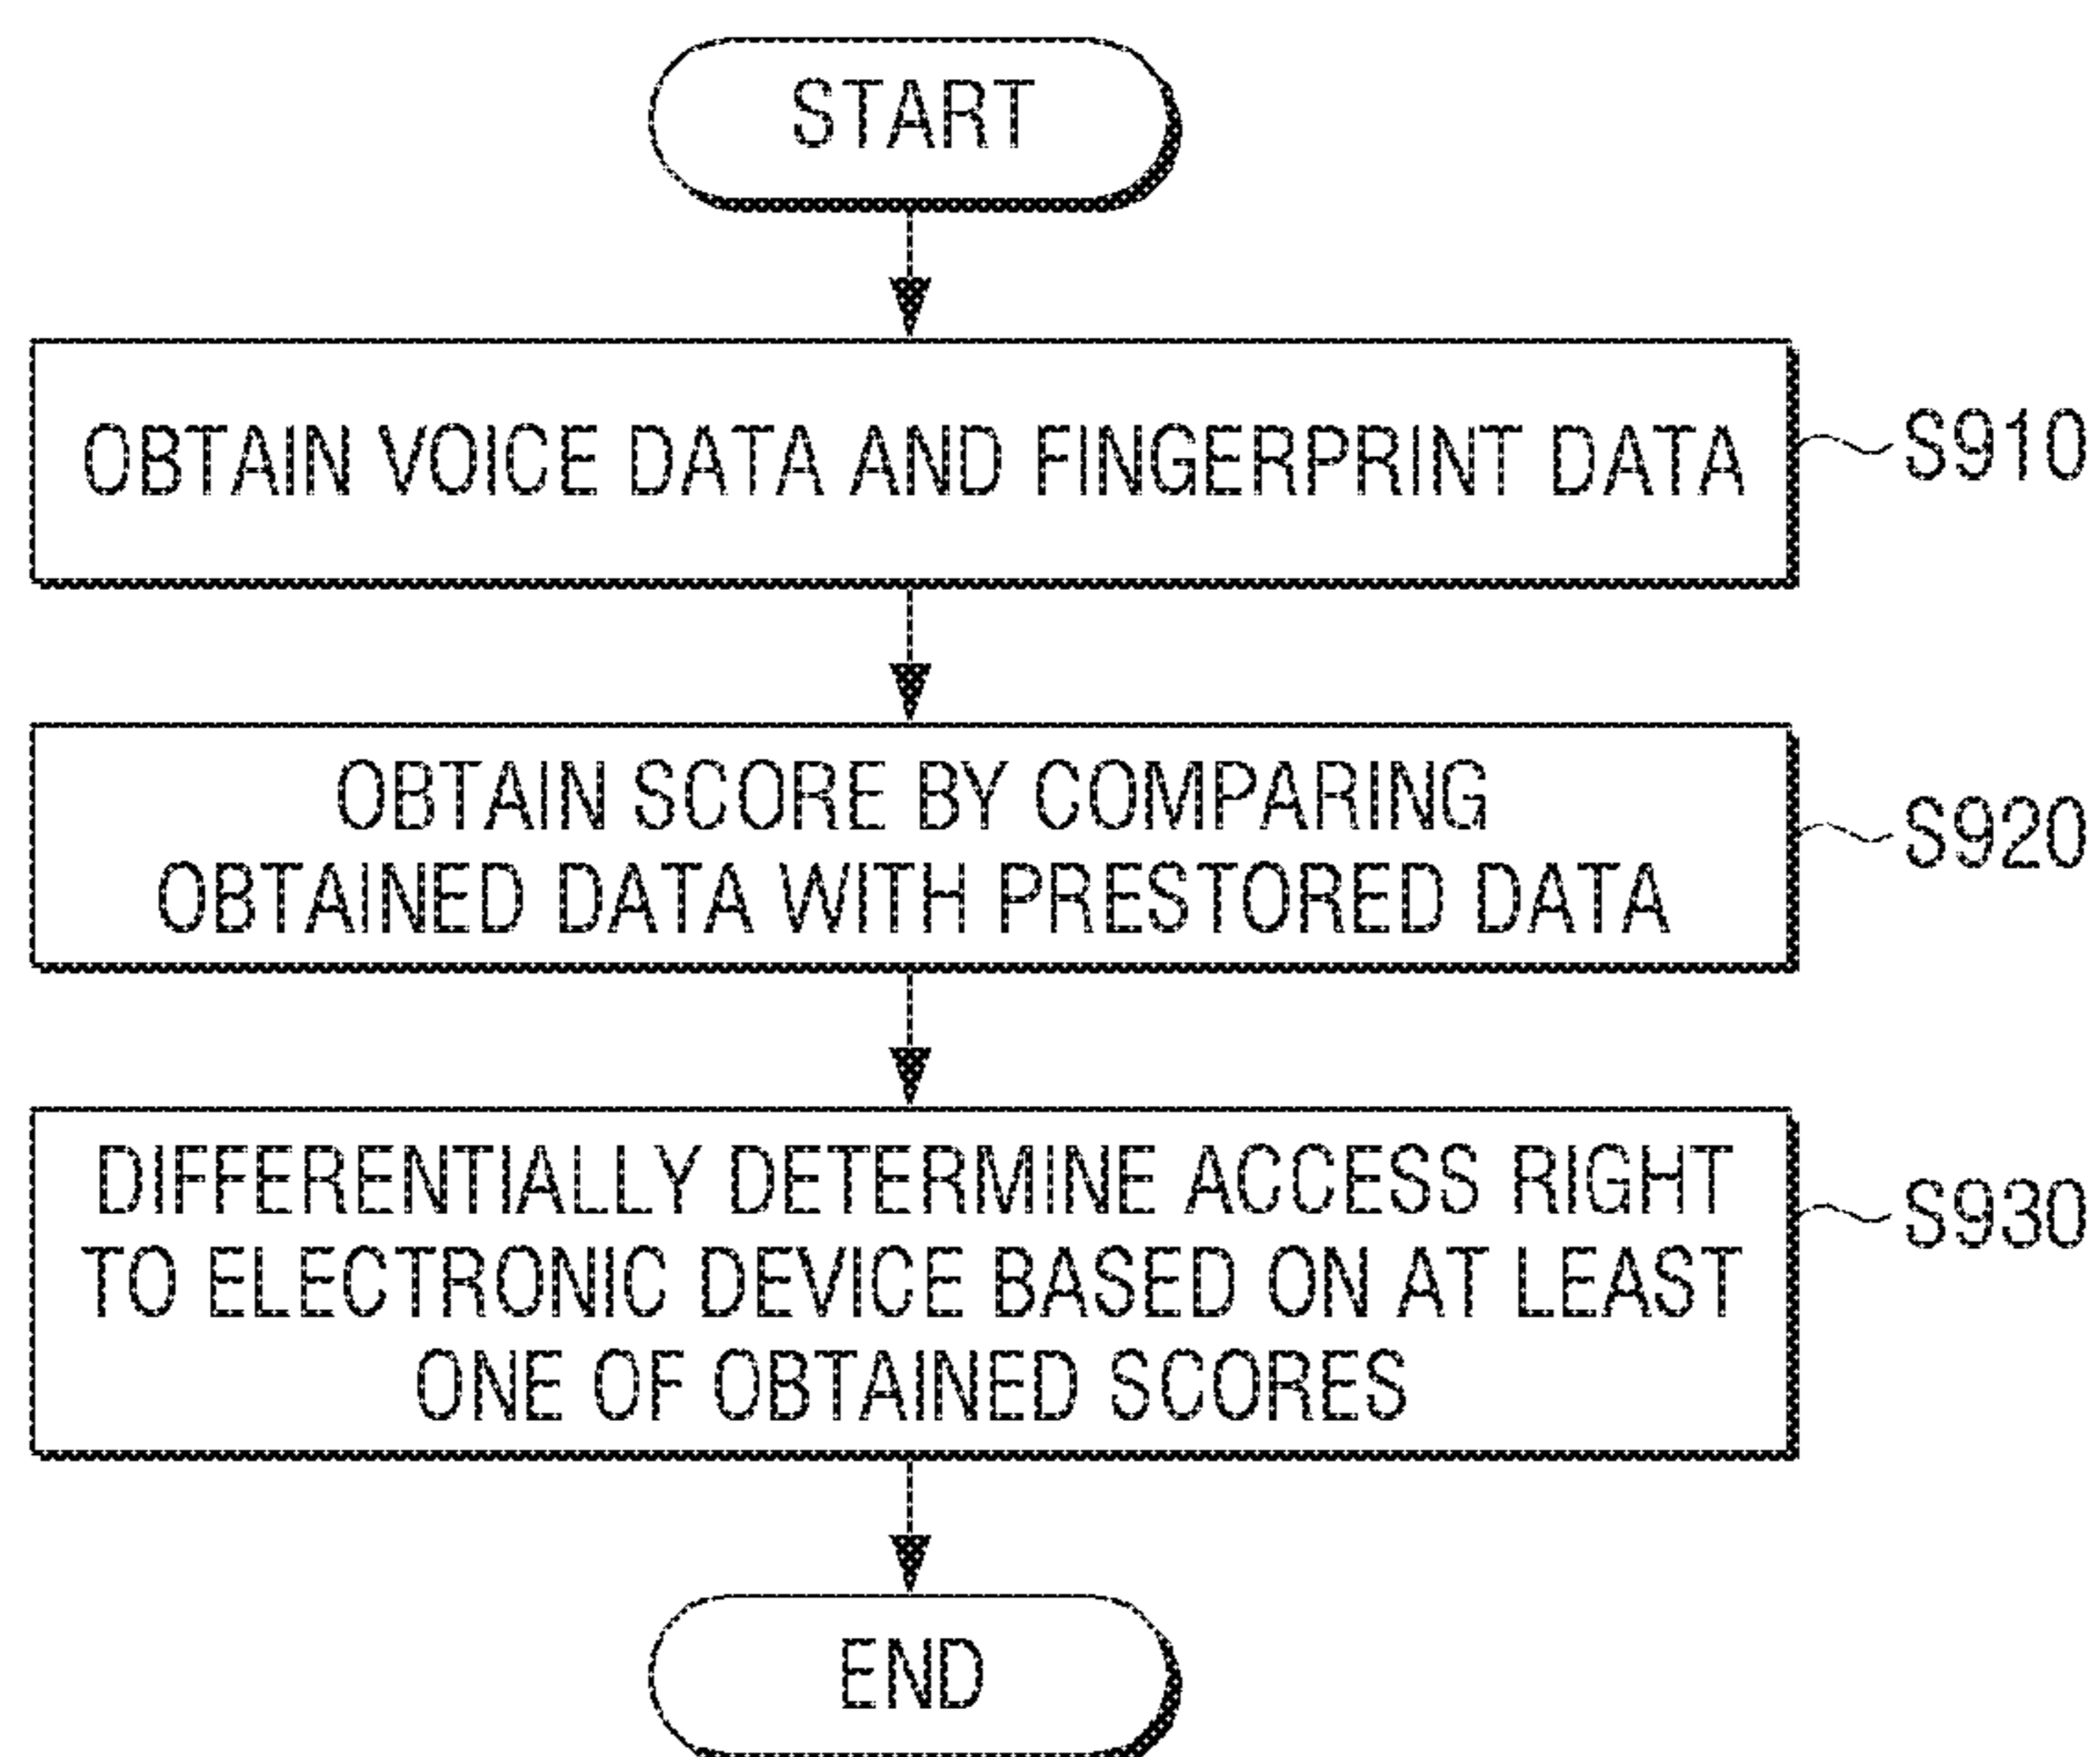 START
OBTAIN VOICE DATA AND FINGERPRINT DATA
S910
OBTAIN SCORE BY COMPARING
OBTAINED DATA WITH PRESTORED DATA
S920
DIFFERENTIALLY DETERMINE ACCESS RIGHT
TO ELECTRONIC DEVICE BASED ON AT LEAST
ONE OF OBTAINED SCORES
S930
END